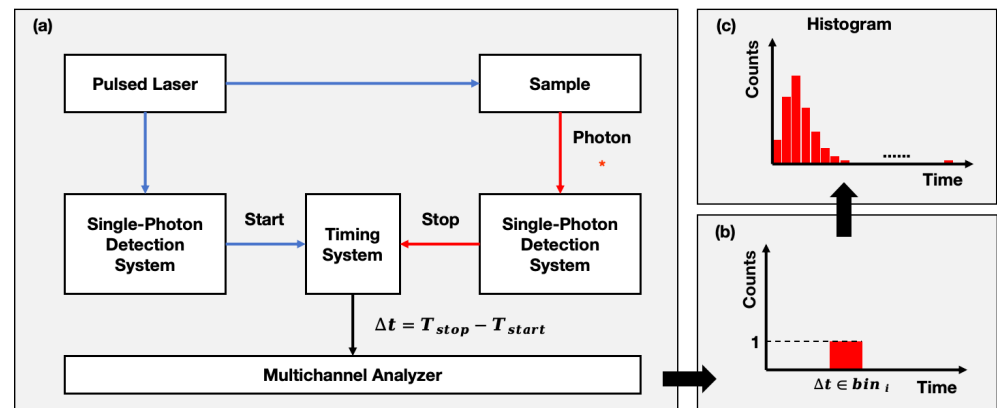 (a)
Pulsed Laser
Sample
Photon
*
Single-Photon
Detection
System
Start
Timing
System
Stop
Single-Photon
Detection
System
Δt = T_stop − T_start
Multichannel Analyzer
(c)
Histogram
Counts
......
Time
(b)
Counts
1
Δt ∈ bin_i
Time